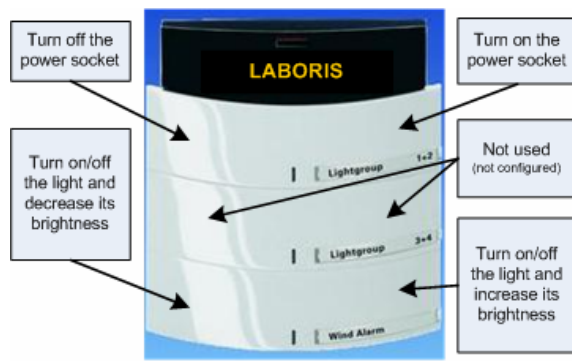 Turn off the
power socket
LABORIS
Turn on the
power socket
1+2
Lightgroup
Turn on/off
the light and
decrease its
brightness
Not used
(not configured)
3+4
Lightgroup
Turn on/off
the light and
increase its
brightness
Wind Alarm